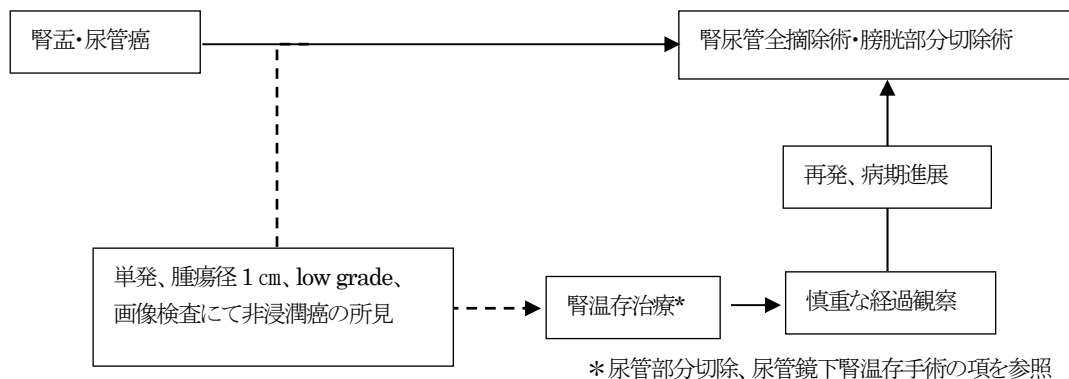 腎盂・尿管癌
腎尿管全摘除術・膀胱部分切除術
再発、病期進展
単発、腫瘍径1㎝、low grade、
画像検査にて非浸潤癌の所見
腎温存治療*
慎重な経過観察
＊尿管部分切除、尿管鏡下腎温存手術の項を参照